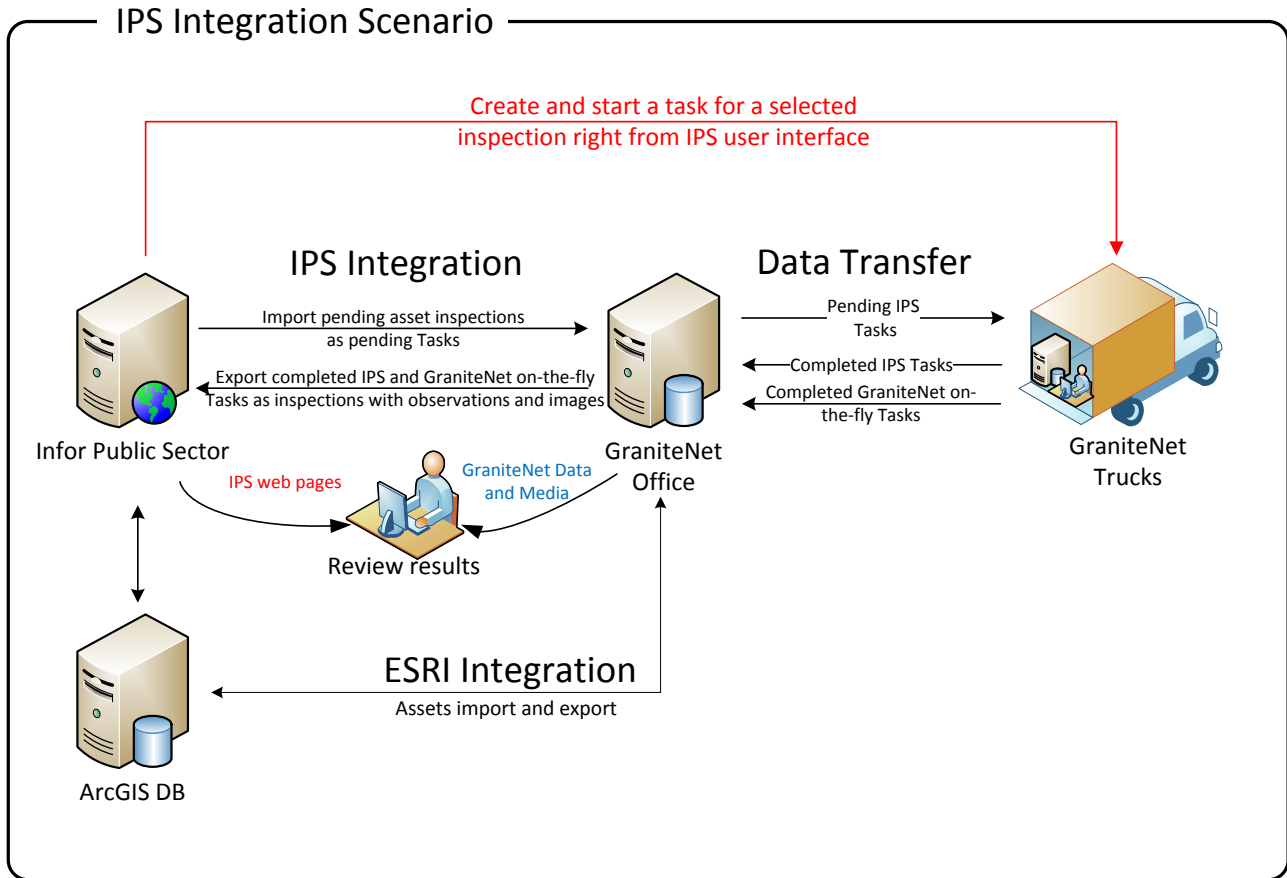 IPS Integration Scenario
Create and start a task for a selected
inspection right from IPS user interface
IPS Integration
Data Transfer
Import pending asset inspections
as pending Tasks
Pending IPS
Tasks
Export completed IPS and GraniteNet on-the-fly
Tasks as inspections with observations and images
Completed IPS Tasks
Completed GraniteNet on-
the-fly Tasks
Infor Public Sector
GraniteNet
Office
GraniteNet
Trucks
IPS web pages
GraniteNet Data
and Media
Review results
ESRI Integration
Assets import and export
ArcGIS DB